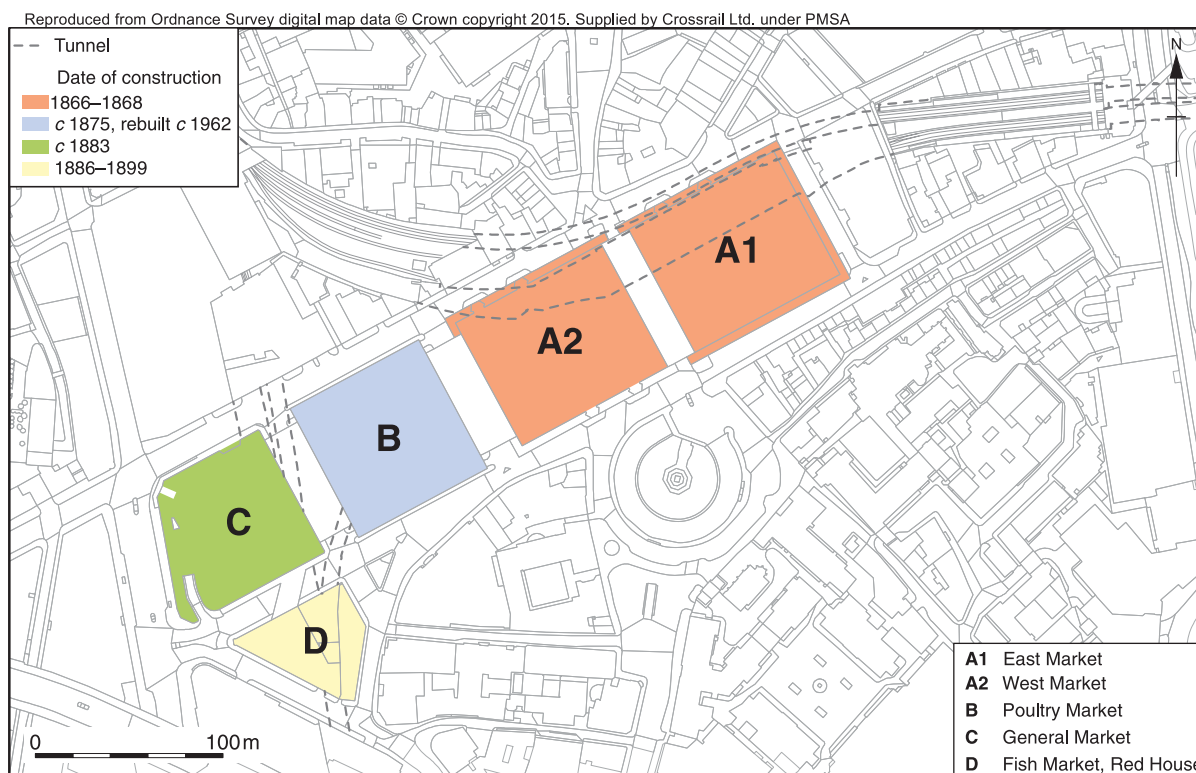 Reproduced from Ordnance Survey digital map data © Crown copyright 2015. Supplied by Crossrail Ltd. under PMSA
Tunnel
Date of construction
1866–1868
c 1875, rebuilt c 1962
c 1883
1886–1899
N
A1
A2
B
C
D
0 100m
A1 East Market
A2 West Market
B Poultry Market
C General Market
D Fish Market, Red House